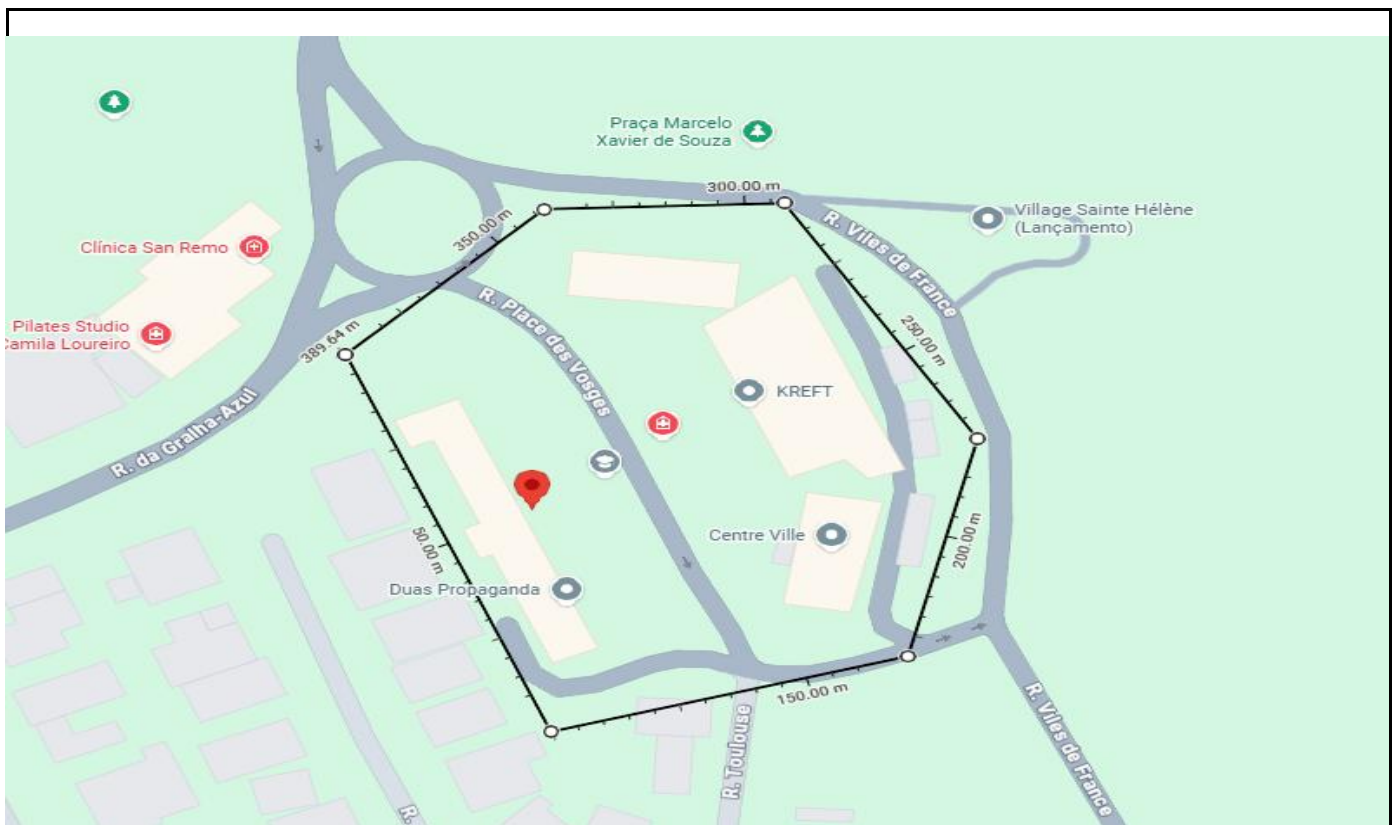 Praça Marcelo
Xavier de Souza
300.00 m
Village Sainte Hélène
(Lançamento)
350.00 m
R. Viles de France
Clínica San Remo
R. Place des Vosges
250.00 m
Pilates Studio
Camila Loureiro
389.64 m
KREFT
R. da Gralha-Azul
50.00 m
Centre Ville
200.00 m
Duas Propaganda
150.00 m
R. Toulouse
R. Viles de France
R.